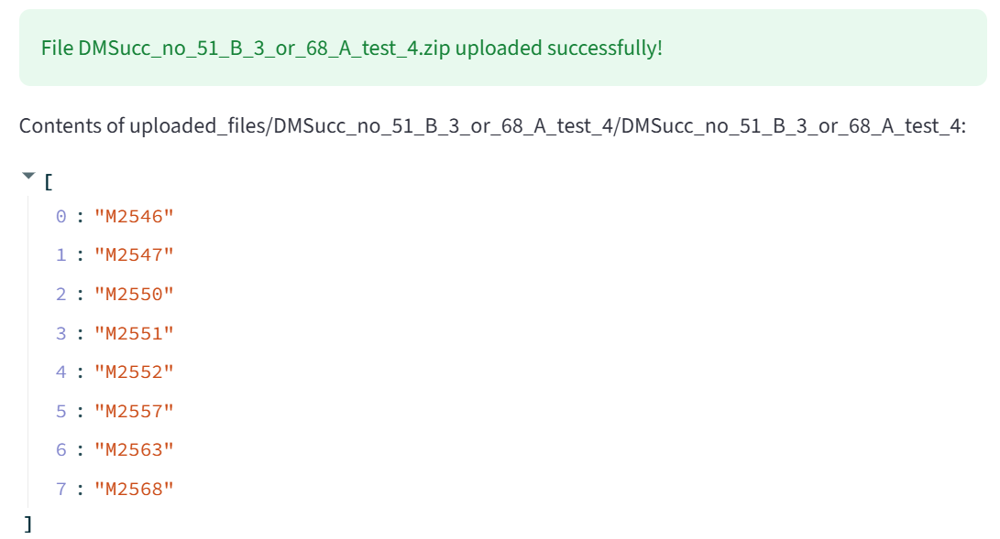 File DMSucc_no_51_B_3_or_68_A_test_4.zip uploaded successfully!
Contents of uploaded_files/DMSucc_no_51_B_3_or_68_A_test_4/DMSucc_no_51_B_3_or_68_A_test_4:
[
0 : "M2546"
1 : "M2547"
2 : "M2550"
3 : "M2551"
4 : "M2552"
5 : "M2557"
6 : "M2563"
7 : "M2568"
]